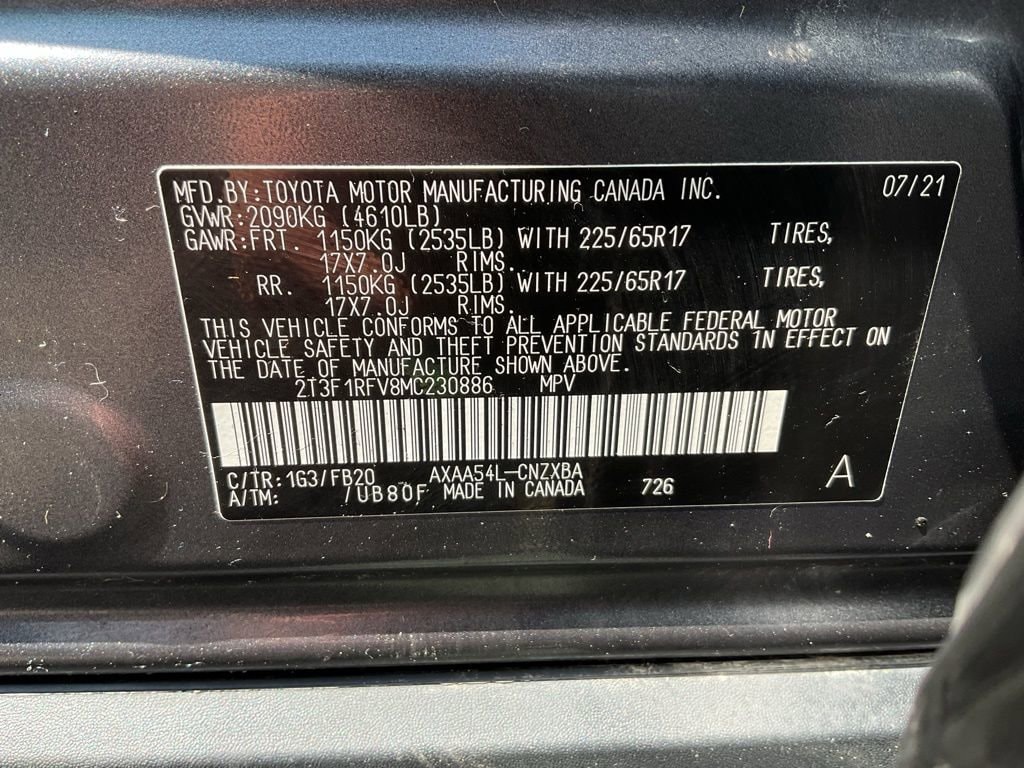 MFD.BY:TOYOTA MOTOR MANUFACTURING CANADA INC. 07/21
GVWR:2090KG (4610LB)
GAWR:FRT. 1150KG (2535LB) WITH 225/65R17 TIRES,
17X7.0J RIMS.
RR. 1150KG (2535LB) WITH 225/65R17 TIRES,
17X7.0J RIMS.
THIS VEHICLE CONFORMS TO ALL APPLICABLE FEDERAL MOTOR
VEHICLE SAFETY AND THEFT PREVENTION STANDARDS IN EFFECT ON
THE DATE OF MANUFACTURE SHOWN ABOVE.
2T3F1RFV8MC230886 MPV
C/TR:1G3/FB20 AXAA54L-CNZXBA
A/TM: /UB80F MADE IN CANADA 726 A